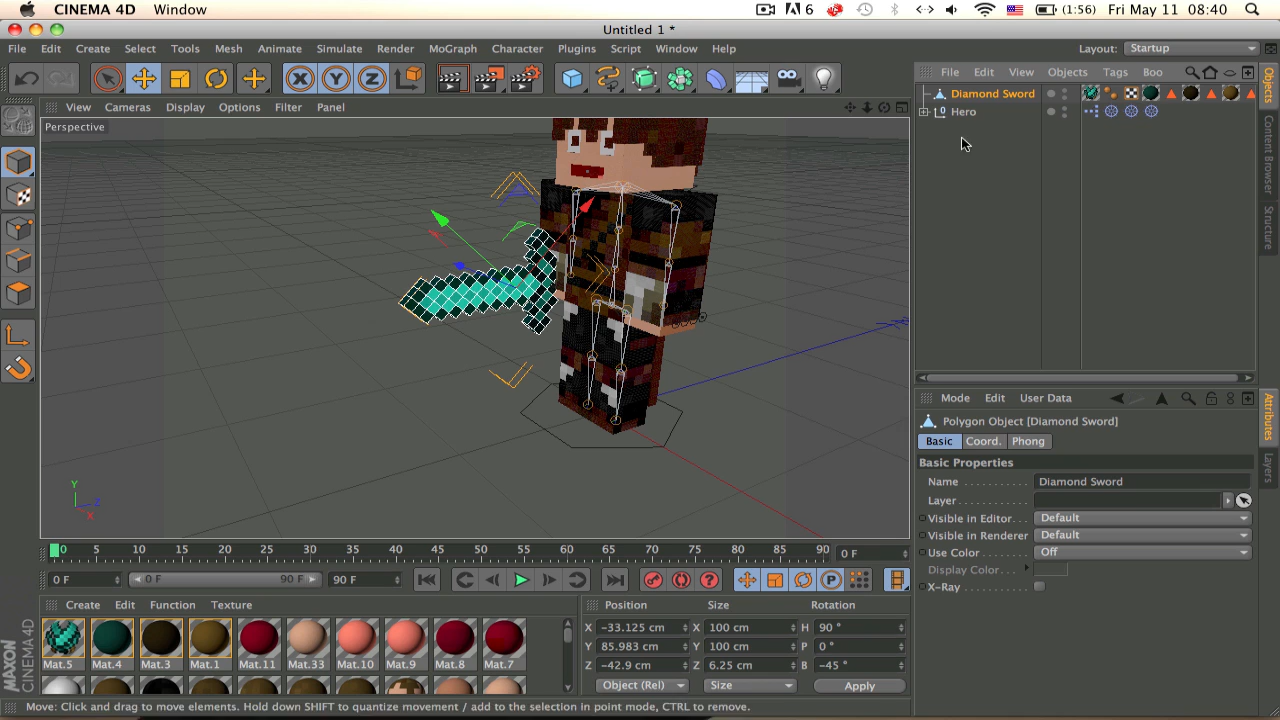 CINEMA 4D Window 6 (1:56) Fri May 11 08:40
Untitled 1 *
File Edit Create Select Tools Mesh Animate Simulate Render MoGraph Character Plugins Script Window Help Layout: Startup
X Y Z
File Edit View Objects Tags Boo
View Cameras Display Options Filter Panel
Perspective
Diamond Sword
Hero
Objects
Content Browser
Structure
Y
Z
X
Mode Edit User Data
Polygon Object [Diamond Sword]
Basic Coord. Phong
Basic Properties
Name Diamond Sword
Layer
Visible in Editor Default
Visible in Renderer Default
Use Color Off
Display Color
X-Ray
Attributes
Layers
0 5 10 15 20 25 30 35 40 45 50 55 60 65 70 75 80 85 90 0 F
0 F 0 F 90 F 90 F P
Create Edit Function Texture
Mat.5 Mat.4 Mat.3 Mat.1 Mat.11 Mat.33 Mat.10 Mat.9 Mat.8 Mat.7
Position Size Rotation
X -33.125 cm X 100 cm H 90 °
Y 85.983 cm Y 100 cm P 0 °
Z -42.9 cm Z 6.25 cm B -45 °
Object (Rel) Size Apply
MAXON CINEMA 4D
Move: Click and drag to move elements. Hold down SHIFT to quantize movement / add to the selection in point mode, CTRL to remove.